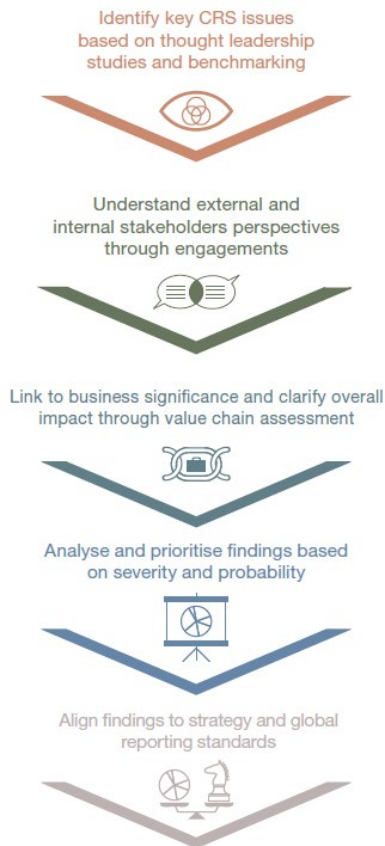 Identify key CRS issues
based on thought leadership
studies and benchmarking
Understand external and
internal stakeholders perspectives
through engagements
Link to business significance and clarify overall
impact through value chain assessment
Analyse and prioritise findings based
on severity and probability
Align findings to strategy and global
reporting standards